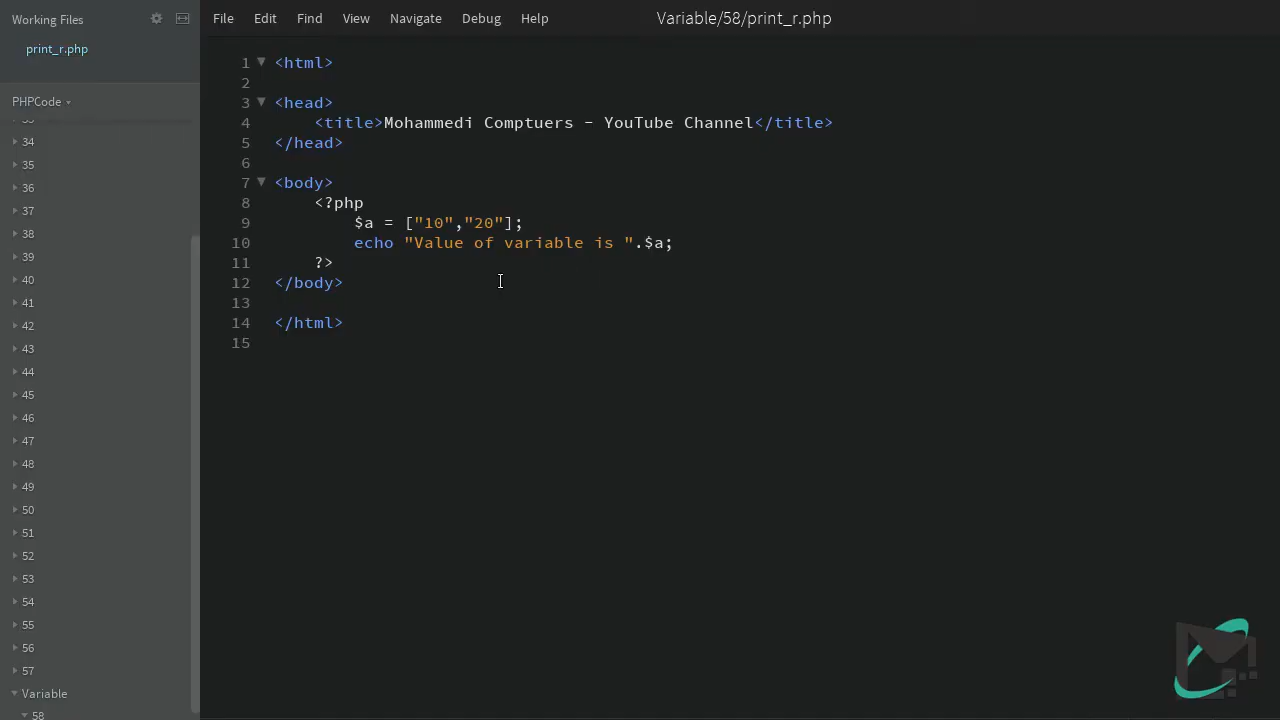 Working Files
print_r.php
PHPCode
34
35
36
37
38
39
40
41
42
43
44
45
46
47
48
49
50
51
52
53
54
55
56
57
Variable
58
File Edit Find View Navigate Debug Help
Variable/58/print_r.php
1 <html>
2
3 <head>
4 <title>Mohammedi Comptuers - YouTube Channel</title>
5 </head>
6
7 <body>
8 <?php
9 $a = ["10","20"];
10 echo "Value of variable is ".$a;
11 ?>
12 </body>
13
14 </html>
15